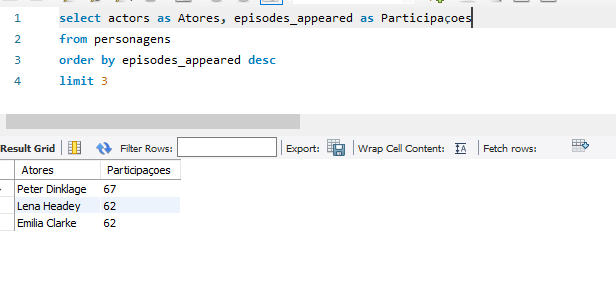 1 select actors as Atores, episodes_appeared as Participaçoes
2 from personagens
3 order by episodes_appeared desc
4 limit 3
Result Grid Filter Rows: Export: Wrap Cell Content: IA Fetch rows:
Atores Participaçoes
Peter Dinklage 67
Lena Headey 62
Emilia Clarke 62